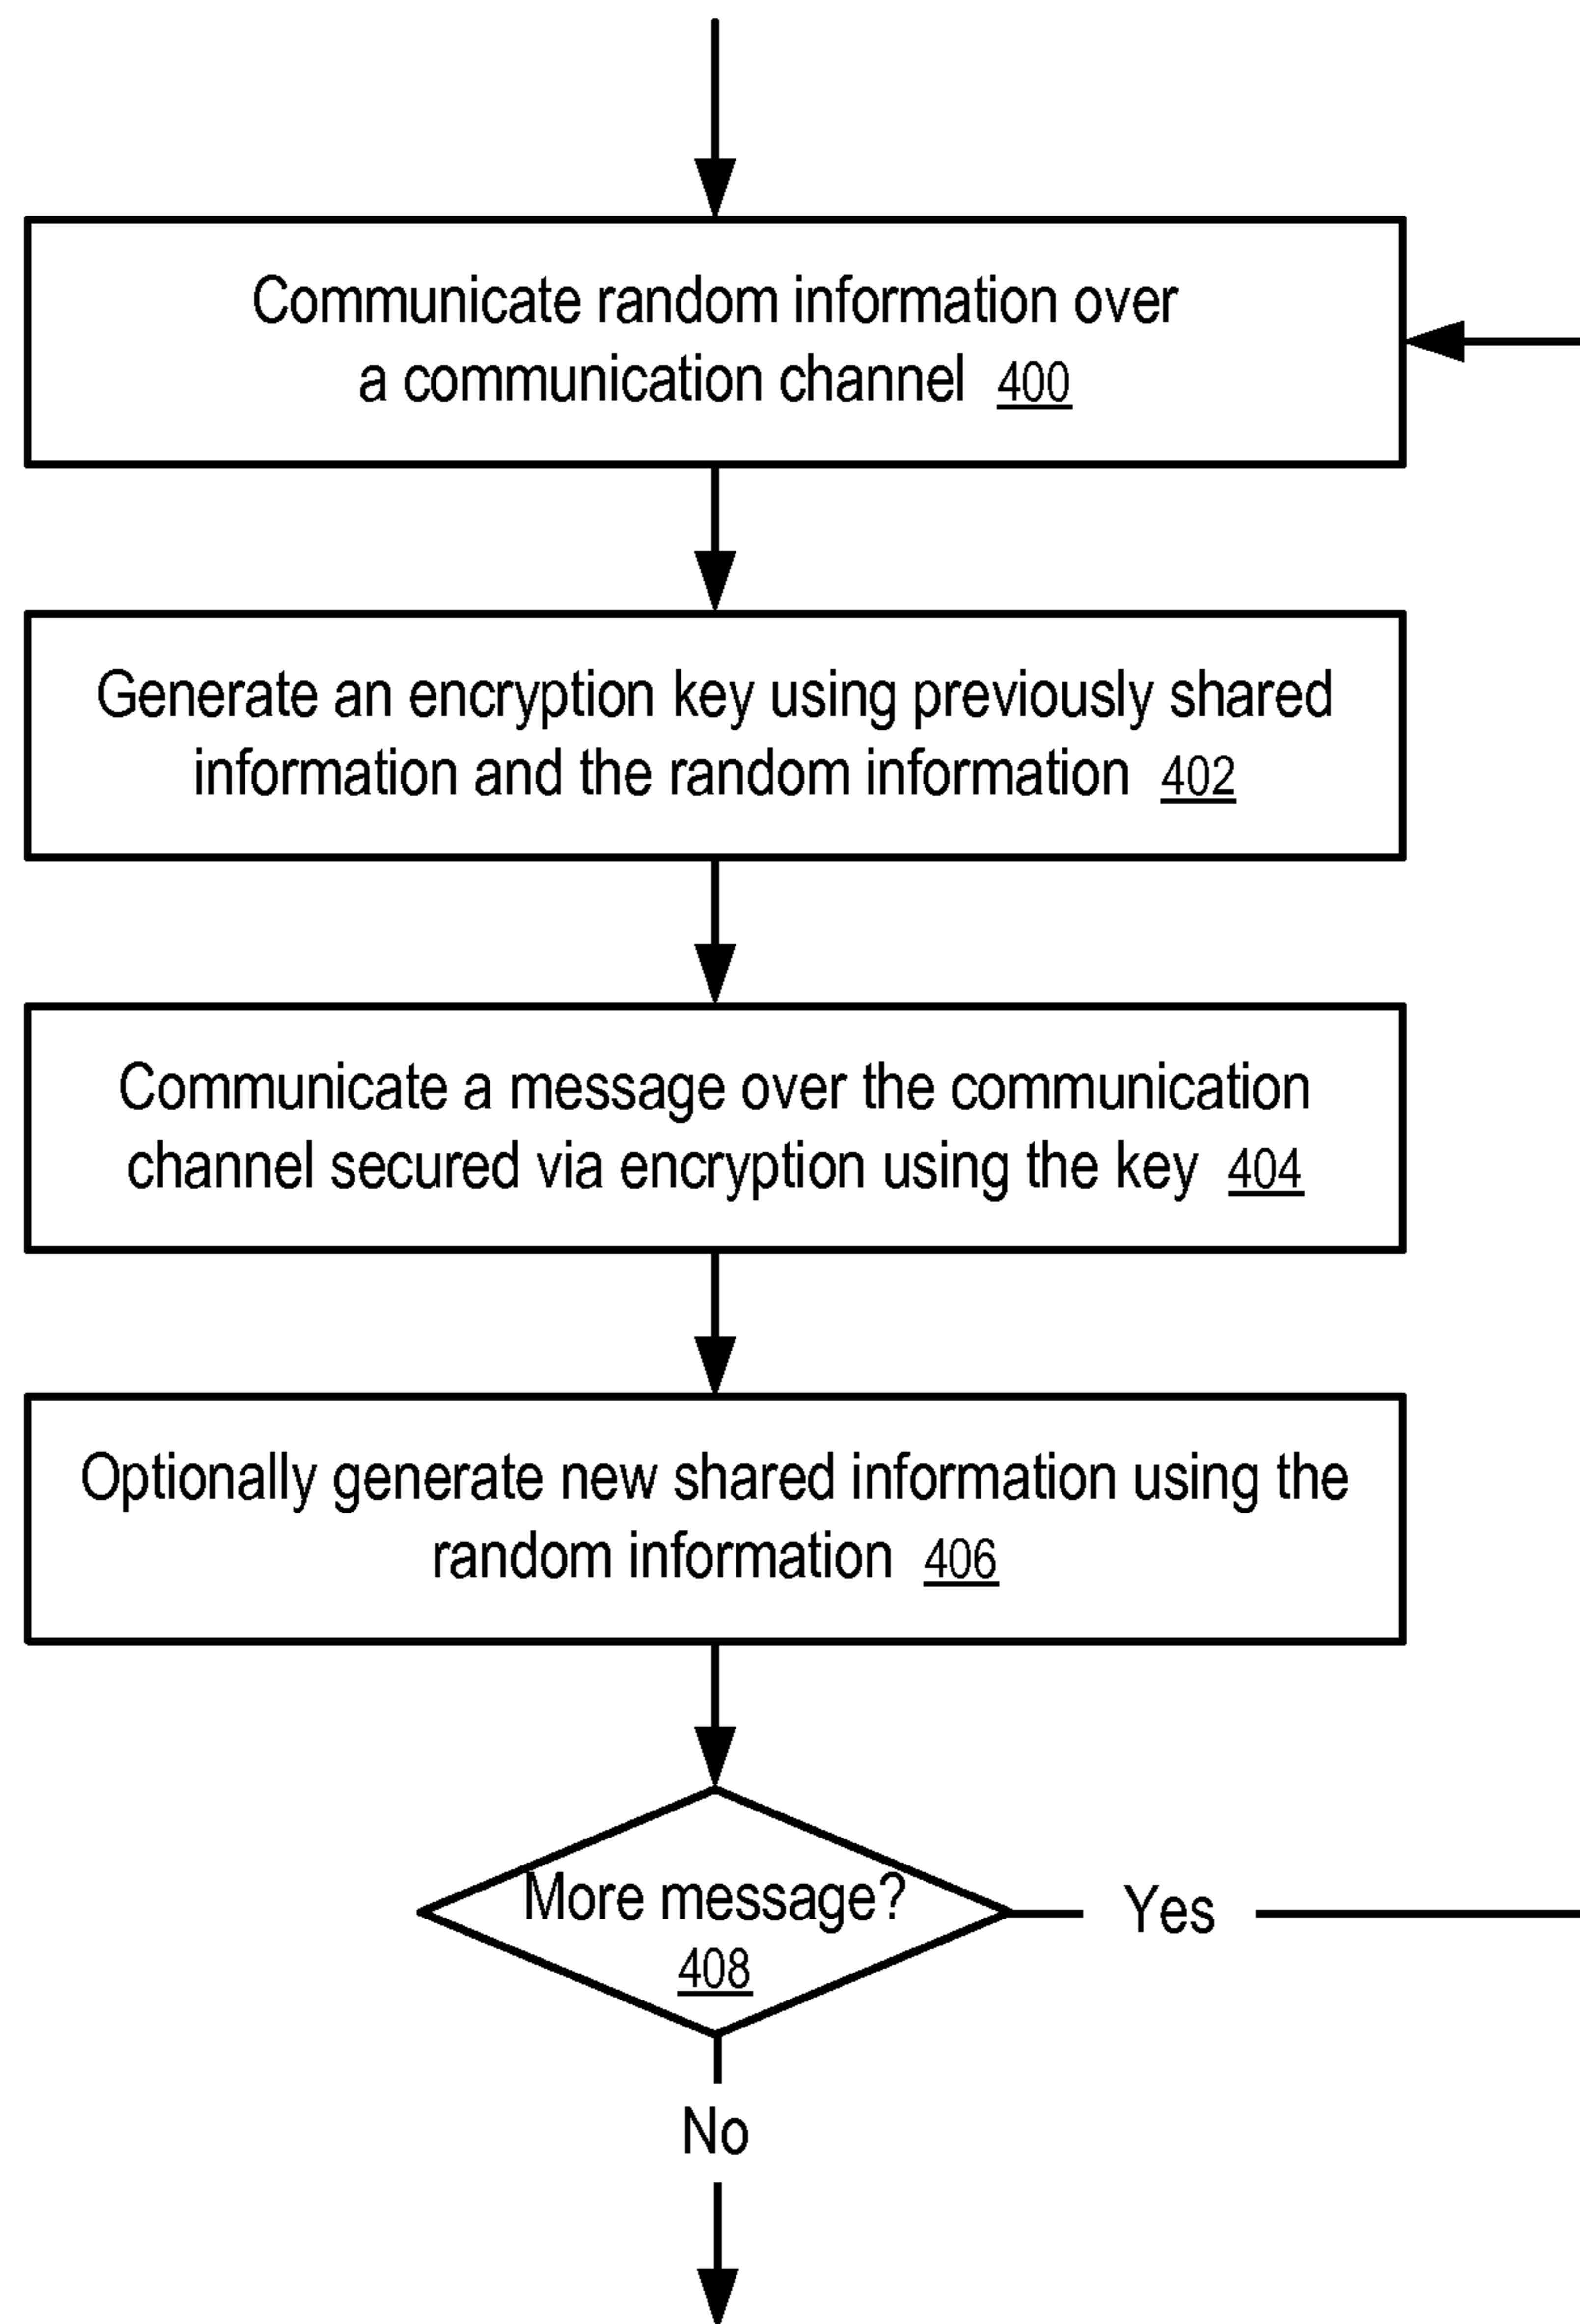 Communicate random information over
a communication channel 400
Generate an encryption key using previously shared
information and the random information 402
Communicate a message over the communication
channel secured via encryption using the key 404
Optionally generate new shared information using the
random information 406
More message?
408
Yes
No